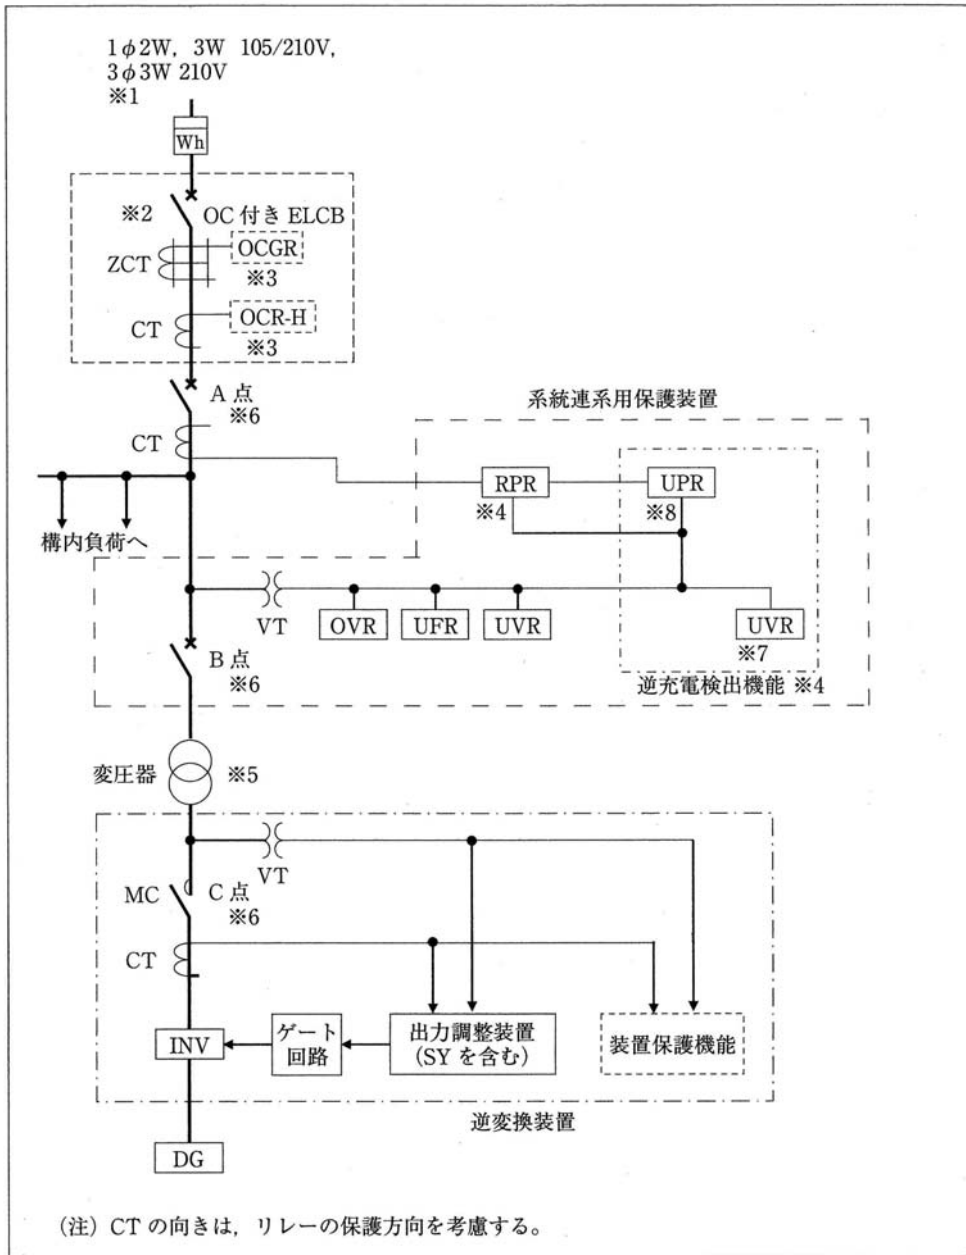 1φ2W, 3W 105/210V,
3φ3W 210V
※1
Wh
※2
OC 付き ELCB
OCGR
ZCT
※3
OCR-H
CT
※3
A 点
※6
系統連系用保護装置
CT
RPR
UPR
※4
※8
構内負荷へ
VT
OVR
UFR
UVR
UVR
※7
B 点
※6
逆充電検出機能 ※4
変圧器
※5
VT
MC
C 点
※6
CT
INV
ゲート
回路
出力調整装置
(SY を含む)
装置保護機能
逆変換装置
DG
(注) CT の向きは,リレーの保護方向を考慮する。